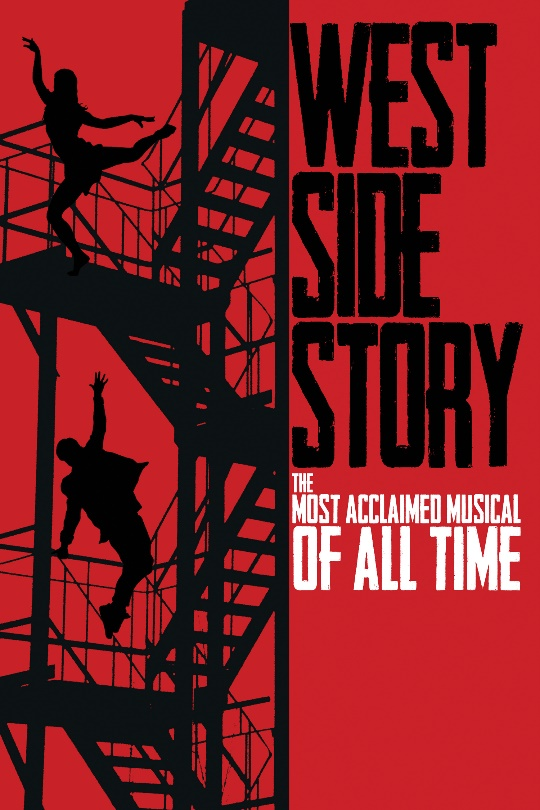 WEST
SIDE
STORY
THE
MOST ACCLAIMED MUSICAL
OF ALL TIME